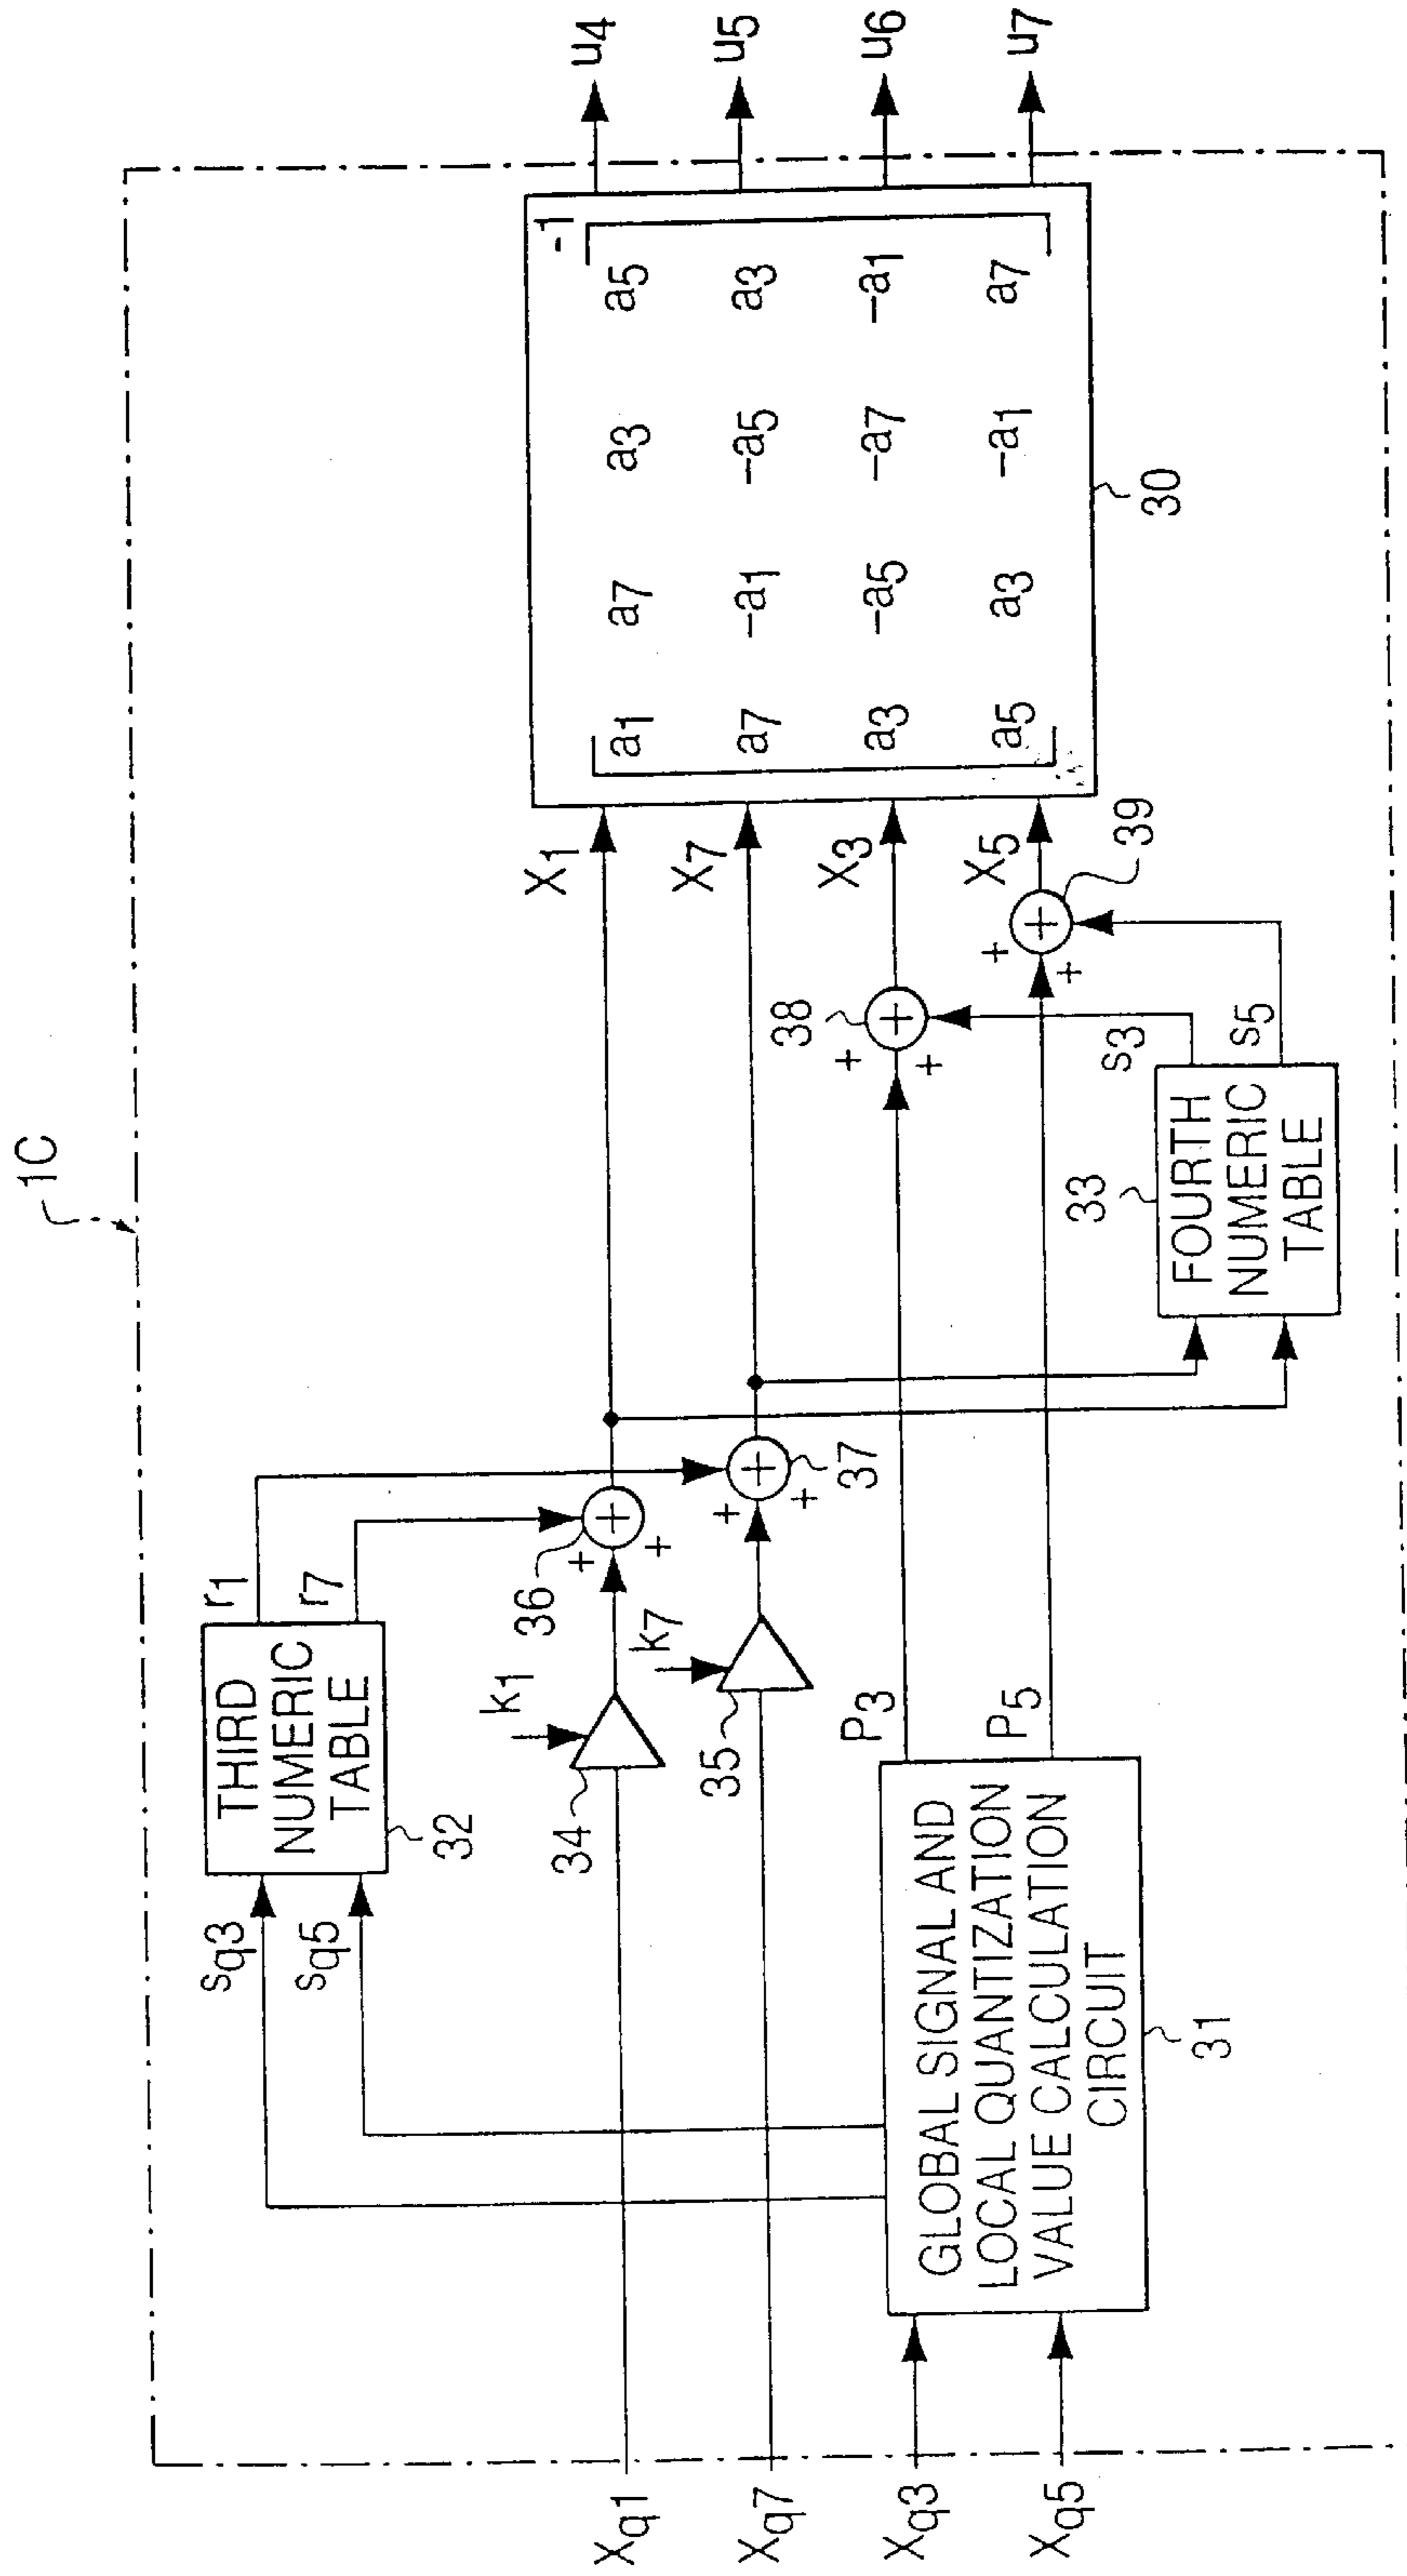 1C
THIRD
NUMERIC
TABLE
32
sq3
sq5
r1
r7
k1
k7
34
35
36
37
Xq1
Xq7
Xq3
Xq5
GLOBAL SIGNAL AND
LOCAL QUANTIZATION
VALUE CALCULATION
CIRCUIT
31
P3
P5
+
+
+
+
+
+
+
+
+
+
+
+
38
39
FOURTH
NUMERIC
TABLE
33
s3
s5
X1
X7
X3
X5
-1
a1 a7 a3 a5
a7 -a1 -a5 a3
a3 -a5 -a7 -a1
a5 a3 -a1 a7
30
u4
u5
u6
u7